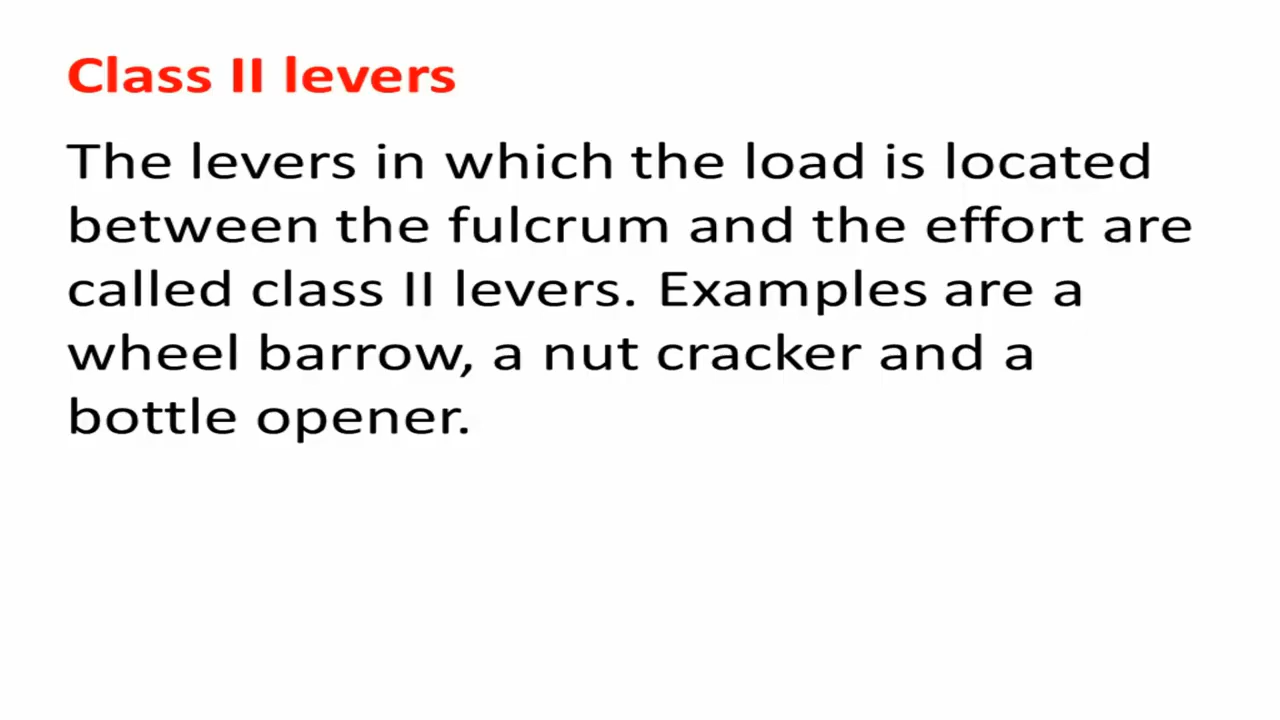 Class II levers
The levers in which the load is located
between the fulcrum and the effort are
called class II levers. Examples are a
wheel barrow, a nut cracker and a
bottle opener.